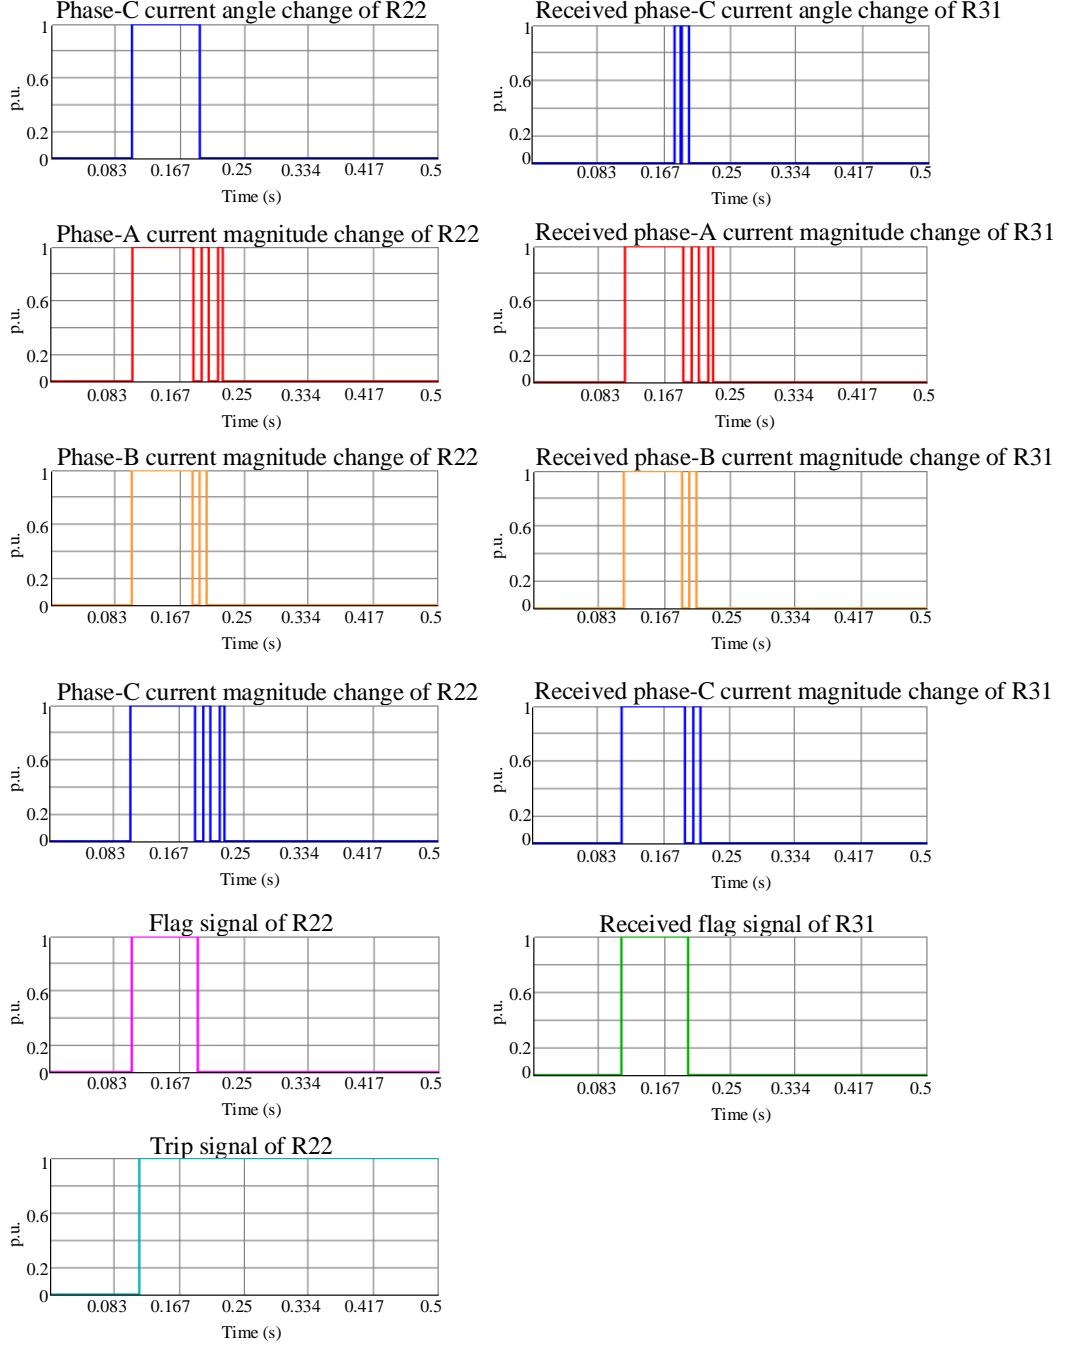 Phase-C current angle change of R22
1
0.6
0.2
0
p.u.
0.083 0.167 0.25 0.334 0.417 0.5
Time (s)
Received phase-C current angle change of R31
1
0.6
0.2
0
p.u.
0.083 0.167 0.25 0.334 0.417 0.5
Time (s)
Phase-A current magnitude change of R22
1
0.6
0.2
0
p.u.
0.083 0.167 0.25 0.334 0.417 0.5
Time (s)
Received phase-A current magnitude change of R31
1
0.6
0.2
0
p.u.
0.083 0.167 0.25 0.334 0.417 0.5
Time (s)
Phase-B current magnitude change of R22
1
0.6
0.2
0
p.u.
0.083 0.167 0.25 0.334 0.417 0.5
Time (s)
Received phase-B current magnitude change of R31
1
0.6
0.2
0
p.u.
0.083 0.167 0.25 0.334 0.417 0.5
Time (s)
Phase-C current magnitude change of R22
1
0.6
0.2
0
p.u.
0.083 0.167 0.25 0.334 0.417 0.5
Time (s)
Received phase-C current magnitude change of R31
1
0.6
0.2
0
p.u.
0.083 0.167 0.25 0.334 0.417 0.5
Time (s)
Flag signal of R22
1
0.6
0.2
0
p.u.
0.083 0.167 0.25 0.334 0.417 0.5
Time (s)
Received flag signal of R31
1
0.6
0.2
0
p.u.
0.083 0.167 0.25 0.334 0.417 0.5
Time (s)
Trip signal of R22
1
0.6
0.2
0
p.u.
0.083 0.167 0.25 0.334 0.417 0.5
Time (s)